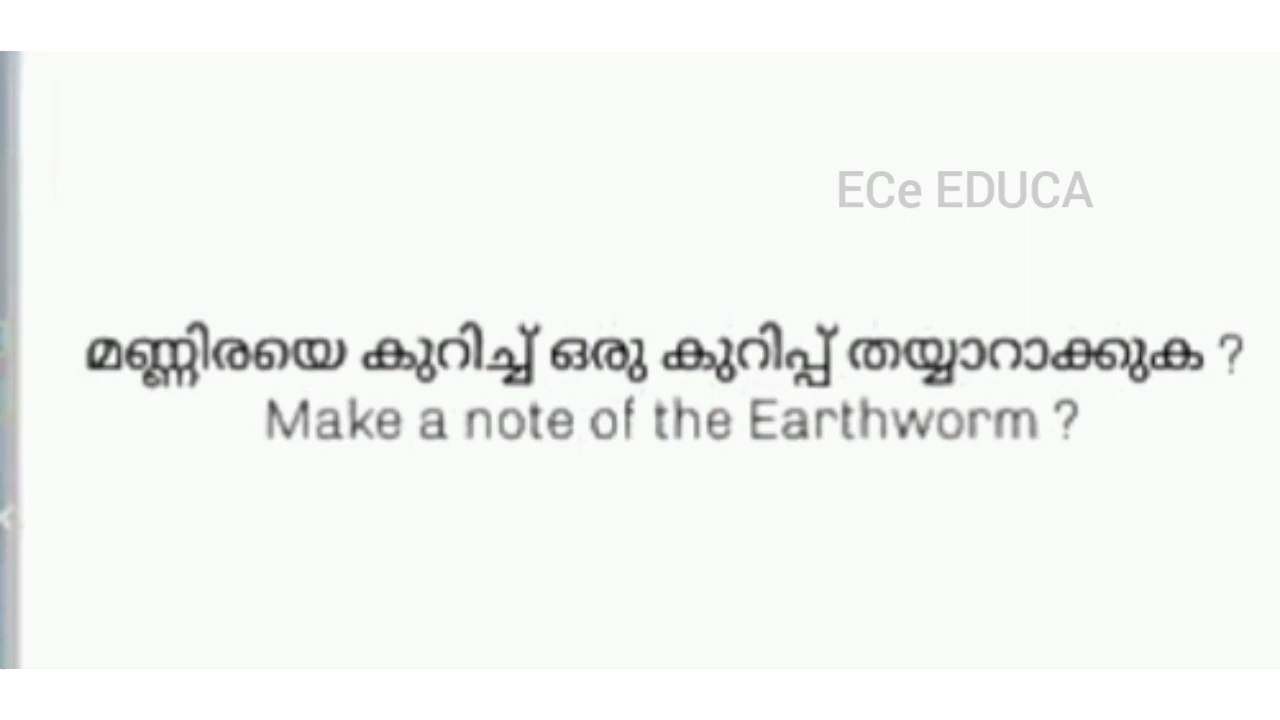 ECe EDUCA
മണ്ണിരയെ കുറിച്ച് ഒരു കുറിപ്പ് തയ്യാറാക്കുക ?
Make a note of the Earthworm ?